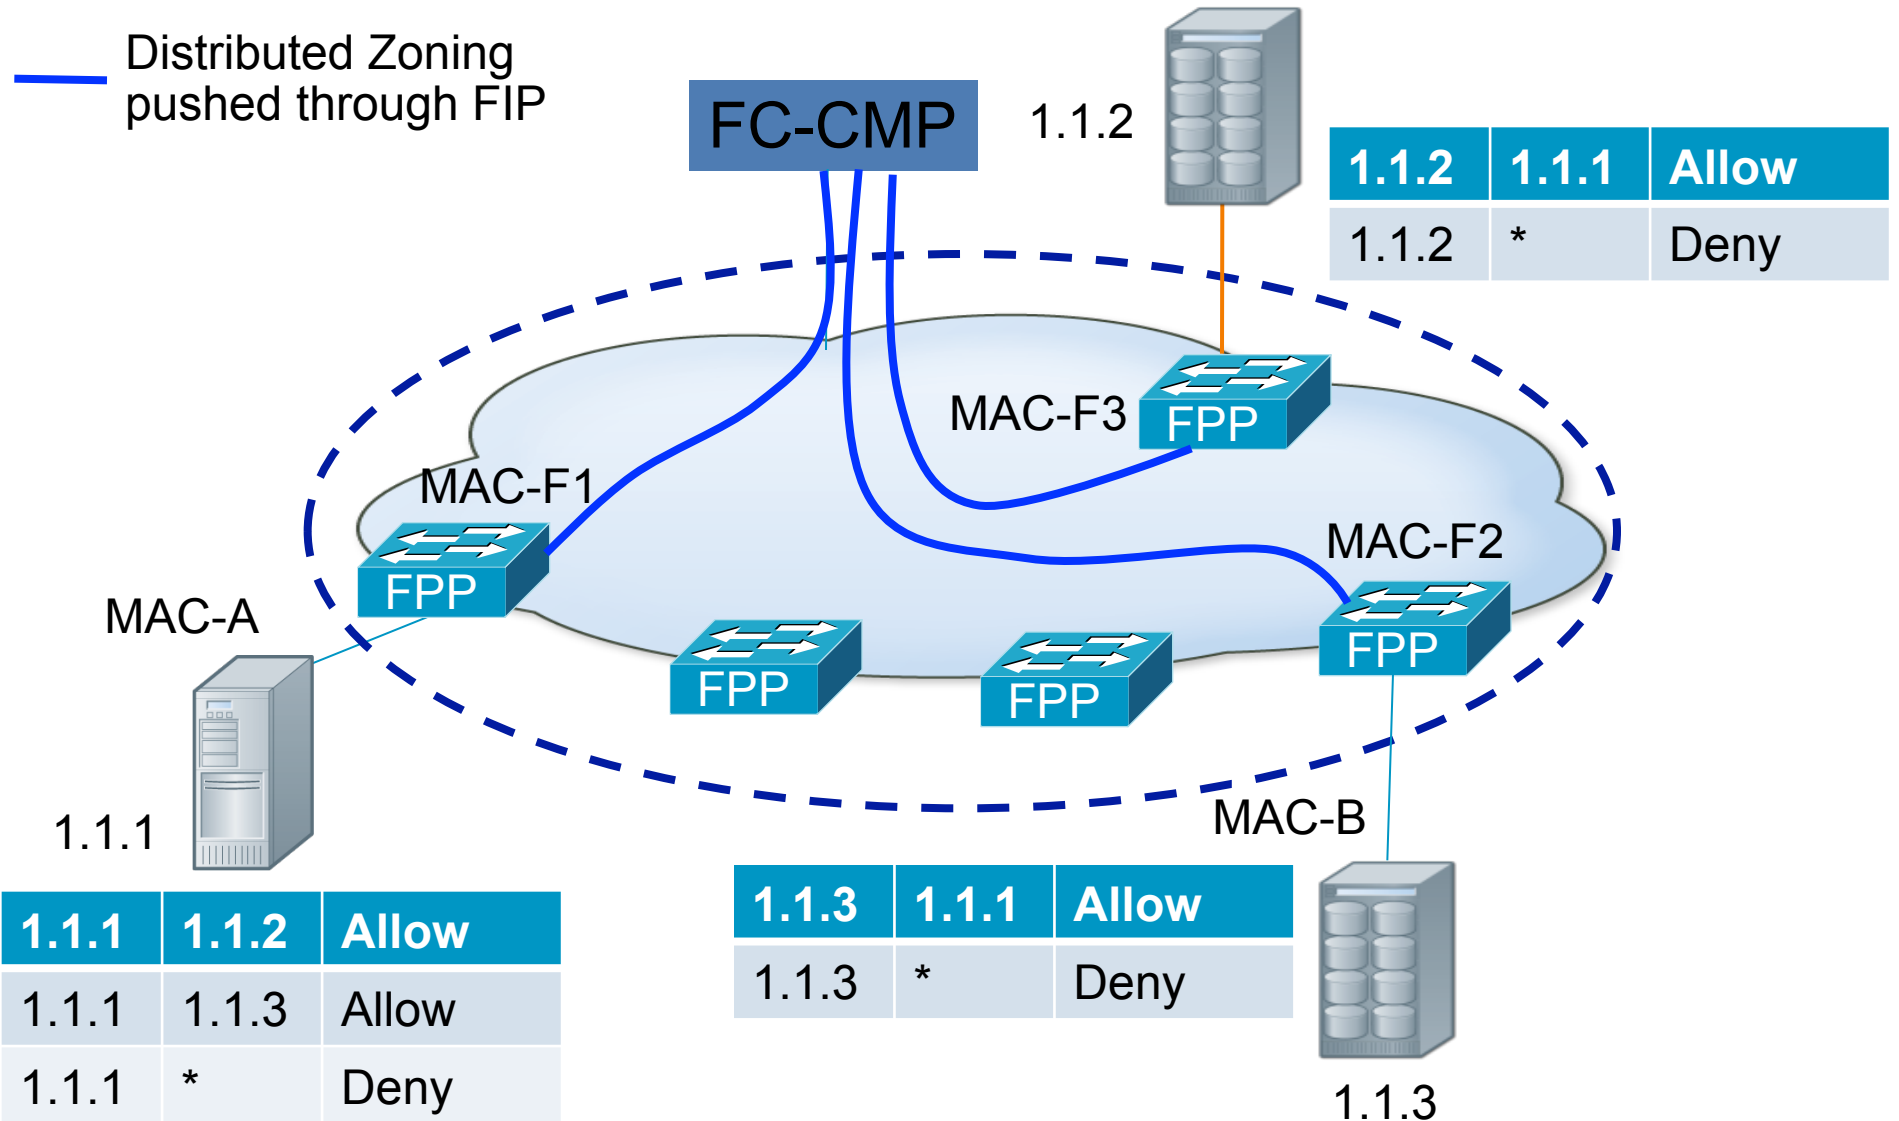 Distributed Zoning
pushed through FIP
FC-CMP
1.1.2
1.1.2 1.1.1 Allow
1.1.2 * Deny
MAC-F3
FPP
MAC-F1
FPP
MAC-F2
FPP
MAC-A
FPP
FPP
1.1.1
MAC-B
1.1.1 1.1.2 Allow
1.1.1 1.1.3 Allow
1.1.1 * Deny
1.1.3 1.1.1 Allow
1.1.3 * Deny
1.1.3